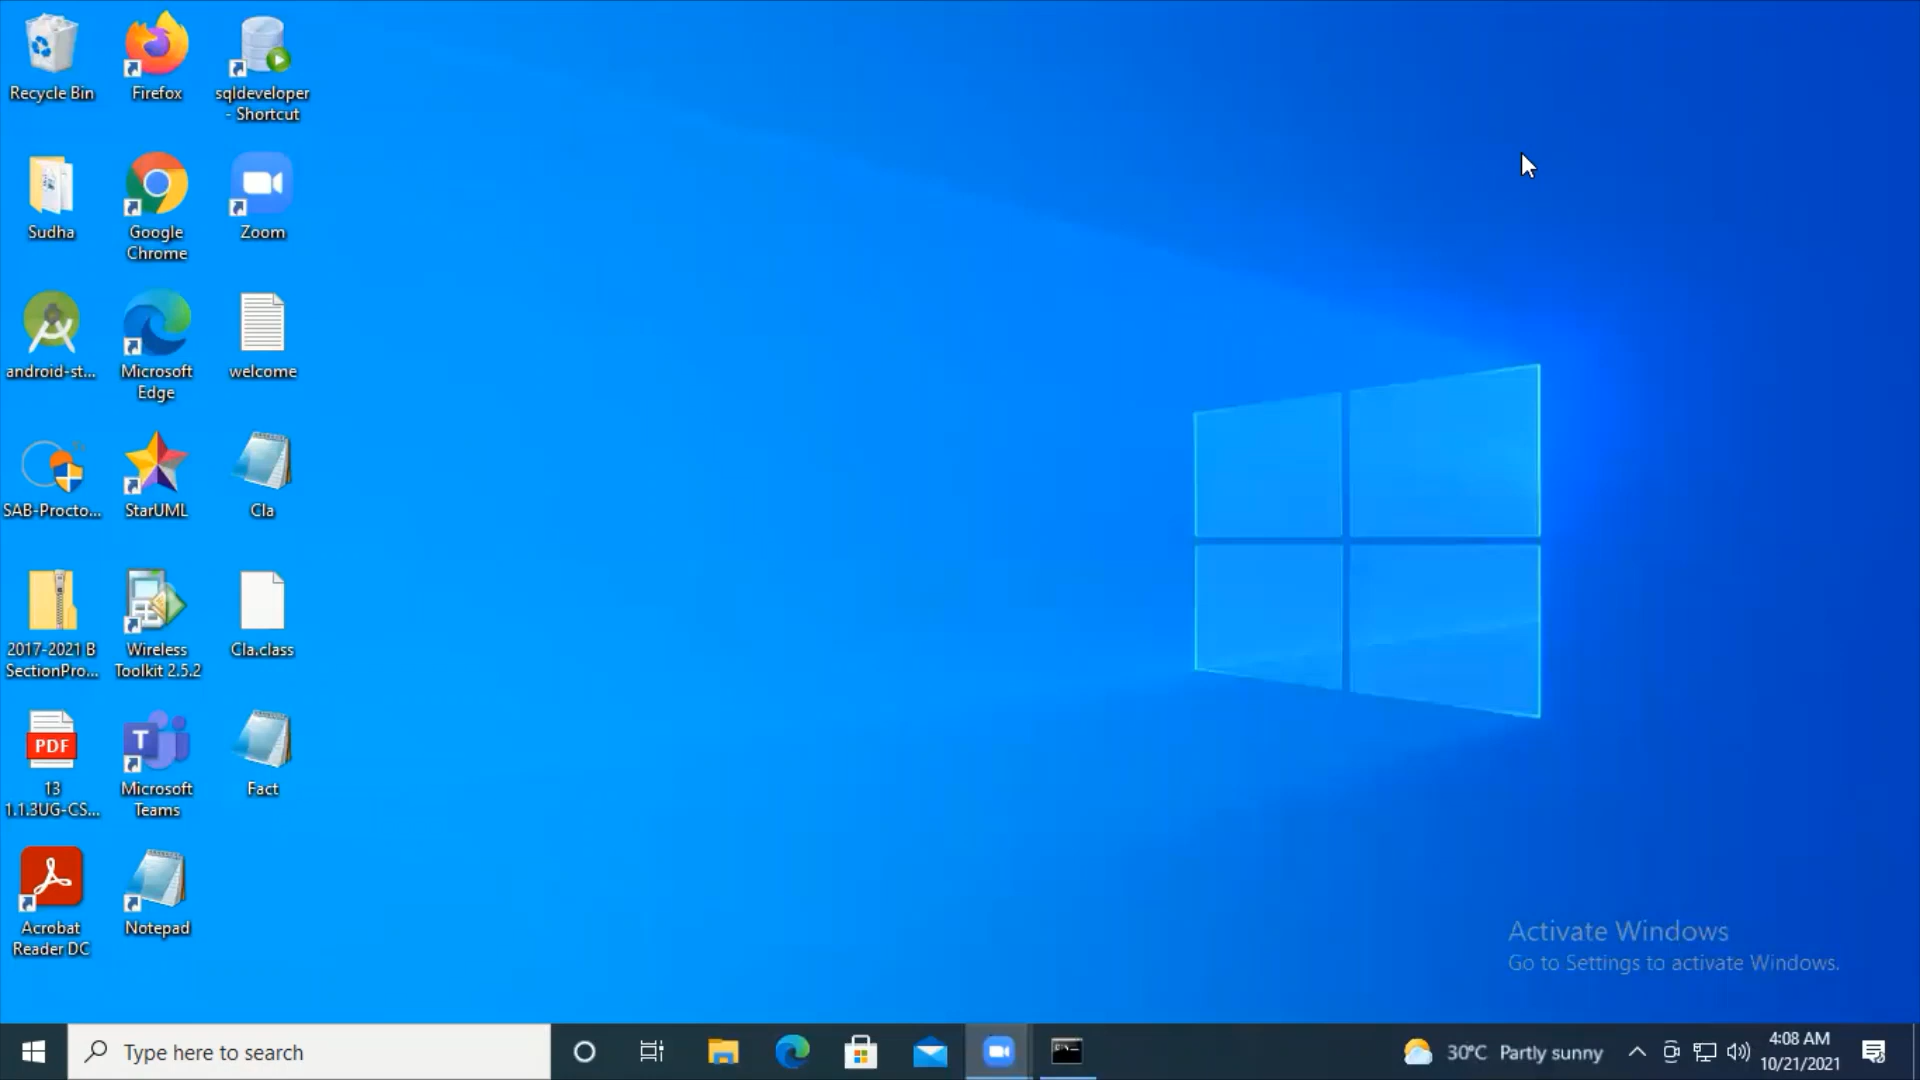 Recycle Bin
Firefox
sqldeveloper
- Shortcut
Sudha
Google
Chrome
Zoom
android-st...
Microsoft
Edge
welcome
SAB-Procto...
StarUML
Cla
2017-2021 B
SectionPro...
Wireless
Toolkit 2.5.2
Cla.class
PDF
13
1.1.3UG-CS...
T
Microsoft
Teams
Fact
Acrobat
Reader DC
Notepad
Activate Windows
Go to Settings to activate Windows.
Type here to search
30°C Partly sunny
4:08 AM
10/21/2021